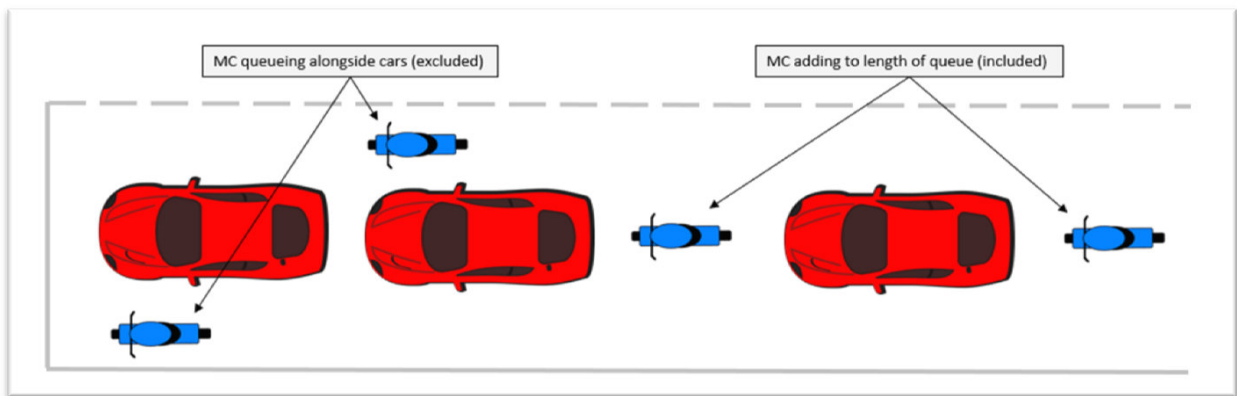 MC queueing alongside cars (excluded)
MC adding to length of queue (included)